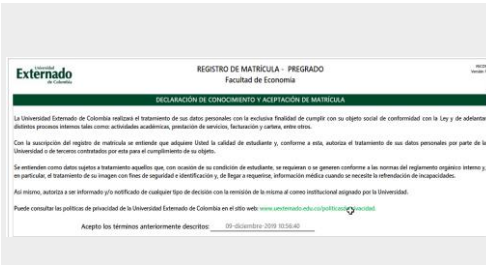 Universidad
Externado
de Colombia
REGISTRO DE MATRÍCULA - PREGRADO
Facultad de Economía
DECLARACIÓN DE CONOCIMIENTO Y ACEPTACIÓN DE MATRÍCULA
La Universidad Externado de Colombia realizará el tratamiento de sus datos personales con la exclusiva finalidad de cumplir con su objeto social de conformidad con la Ley y de adelantar
distintos procesos internos tales como: actividades académicas, prestación de servicios, facturación y cartera, entre otros.
Con la suscripción del registro de matrícula se entiende que adquiere Usted la calidad de estudiante y, conforme a esta, autoriza el tratamiento de sus datos personales por parte de la
Universidad o de terceros contratados por esta para el cumplimiento de su objeto.
Se entienden como datos sujetos a tratamiento aquellos que, con ocasión de su condición de estudiante, se requieran o se generen conforme a las normas del reglamento orgánico interno y,
en particular, el tratamiento de su imagen con fines de seguridad e identificación y, de llegar a requerirse, información médica cuando se necesite la refrendación de incapacidades.
Así mismo, autoriza a ser informado y/o notificado de cualquier tipo de decisión con la remisión de la misma al correo institucional asignado por la Universidad.
Puede consultar las políticas de privacidad de la Universidad Externado de Colombia en el sitio web: www.uexternado.edu.co/politicasdeprivacidad.
Acepto los términos anteriormente descritos: 09-diciembre-2019 10:56:40